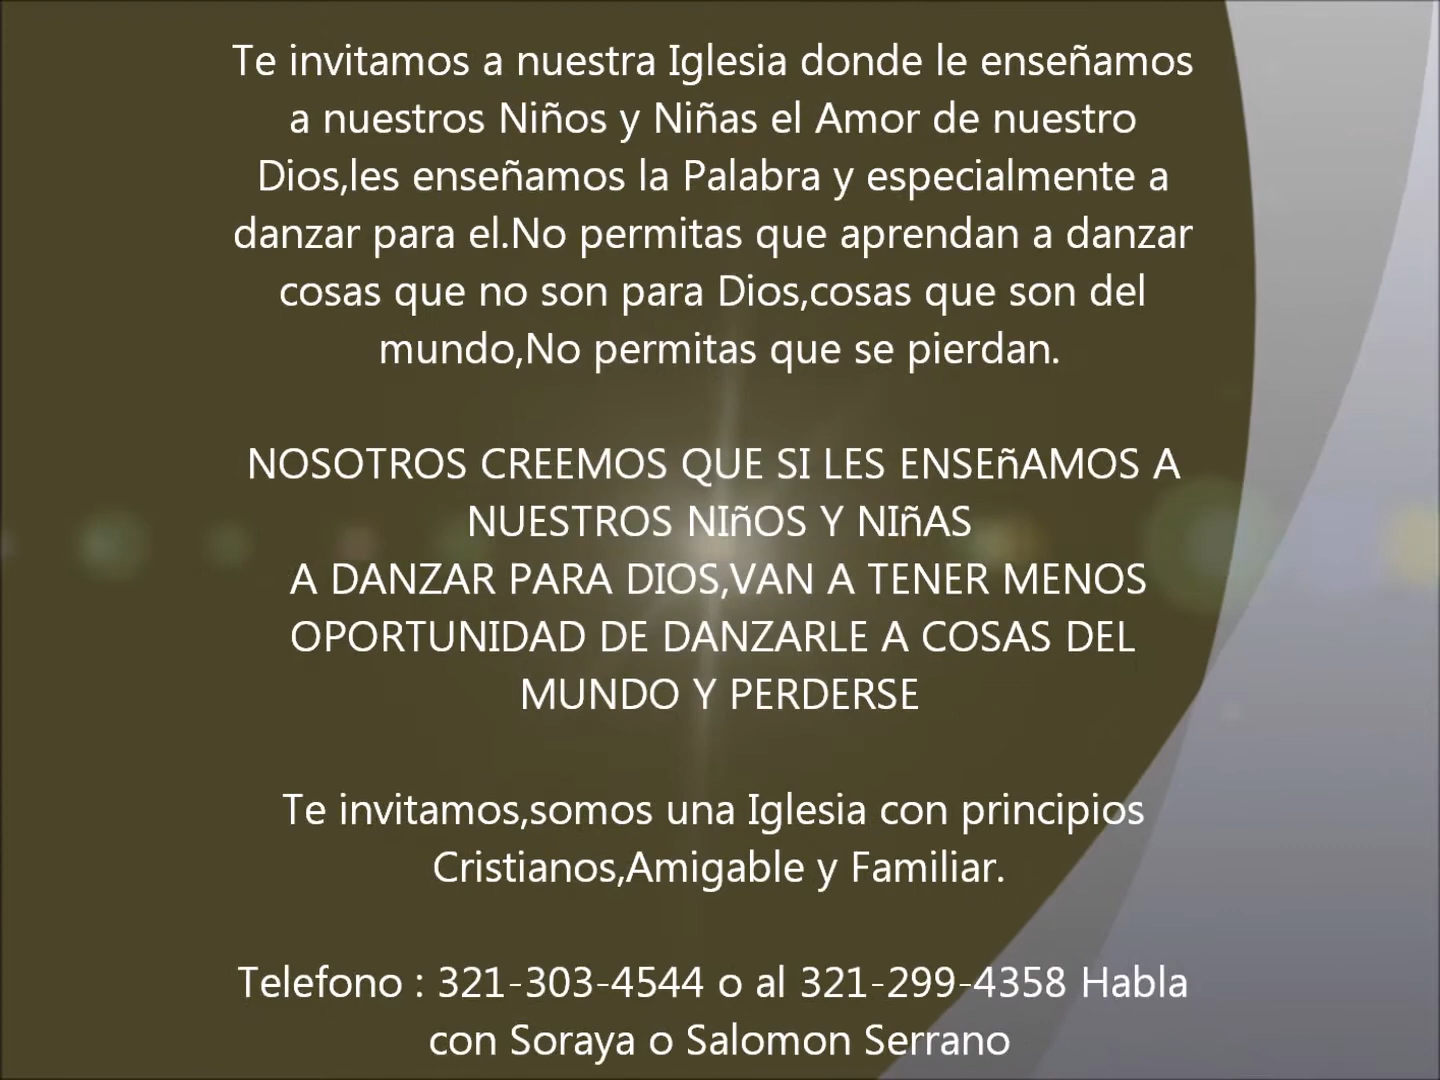 Te invitamos a nuestra Iglesia donde le enseñamos
a nuestros Niños y Niñas el Amor de nuestro
Dios,les enseñamos la Palabra y especialmente a
danzar para el.No permitas que aprendan a danzar
cosas que no son para Dios,cosas que son del
mundo,No permitas que se pierdan.
NOSOTROS CREEMOS QUE SI LES ENSEñAMOS A
NUESTROS NIñOS Y NIñAS
A DANZAR PARA DIOS,VAN A TENER MENOS
OPORTUNIDAD DE DANZARLE A COSAS DEL
MUNDO Y PERDERSE
Te invitamos,somos una Iglesia con principios
Cristianos,Amigable y Familiar.
Telefono : 321-303-4544 o al 321-299-4358 Habla
con Soraya o Salomon Serrano